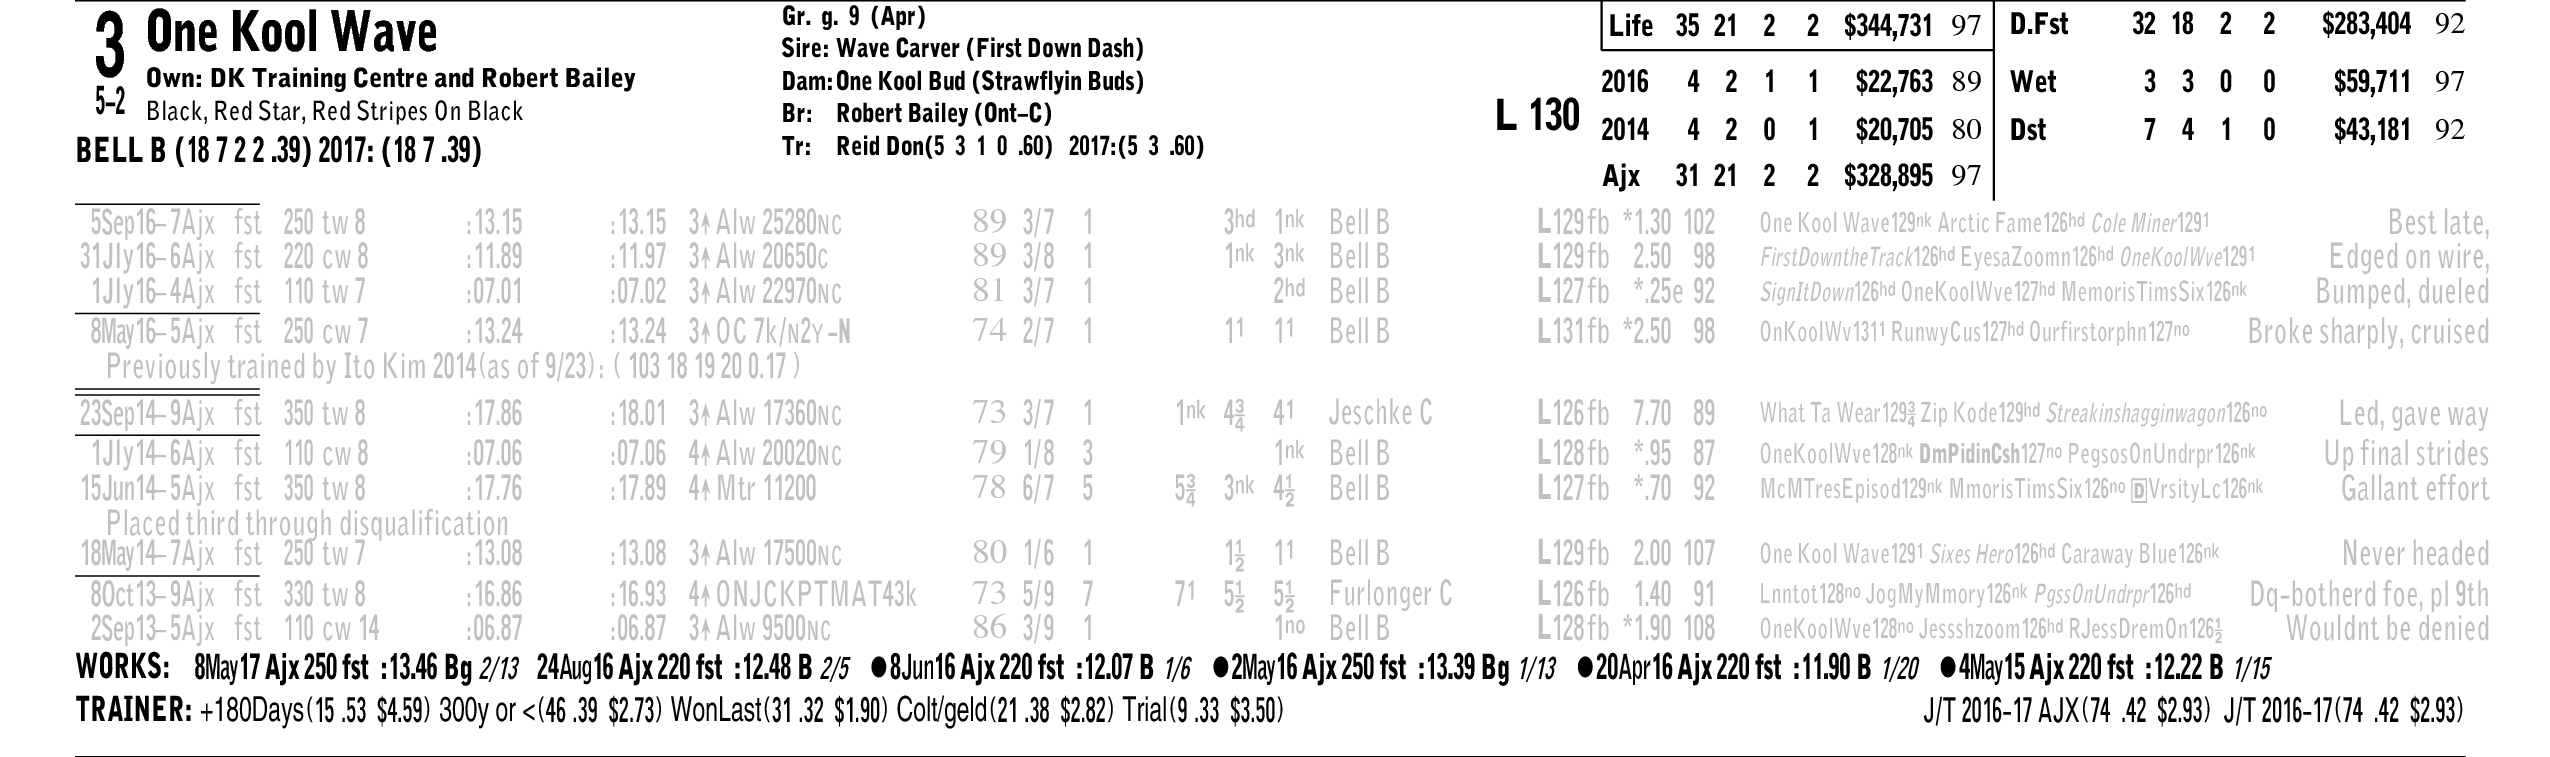 3 One Kool Wave
Own: DK Training Centre and Robert Bailey
5-2 Black, Red Star, Red Stripes On Black
BELL B (18 7 2 2 .39) 2017: (18 7 .39)
Gr. g. 9 (Apr)
Sire: Wave Carver (First Down Dash)
Dam: One Kool Bud (Strawflyin Buds)
Br: Robert Bailey (Ont-C)
Tr: Reid Don(5 3 1 0 .60) 2017:(5 3 .60)
L 130
Life 35 21 2 2 $344,731 97
2016 4 2 1 1 $22,763 89
2014 4 2 0 1 $20,705 80
Ajx 31 21 2 2 $328,895 97
D.Fst 32 18 2 2 $283,404 92
Wet 3 3 0 0 $59,711 97
Dst 7 4 1 0 $43,181 92
5Sep16-7Ajx fst 250 tw 8 :13.15 :13.15 3↑ Alw 25280NC 89 3/7 1 3hd 1nk Bell B L129fb *1.30 102 One Kool Wave129nk Arctic Fame126hd Cole Miner1291 Best late,
31Jly16-6Ajx fst 220 cw 8 :11.89 :11.97 3↑ Alw 20650C 89 3/8 1 1nk 3nk Bell B L129fb 2.50 98 FirstDowntheTrack126hd EyesaZoomn126hd OneKoolWve1291 Edged on wire,
1Jly16-4Ajx fst 110 tw 7 :07.01 :07.02 3↑ Alw 22970NC 81 3/7 1 2hd Bell B L127fb *.25e 92 SignItDown126hd OneKoolWve127hd MemorisTimsSix126nk Bumped, dueled
8May16-5Ajx fst 250 cw 7 :13.24 :13.24 3↑ OC 7k/N2Y-N 74 2/7 1 11 11 Bell B L131fb *2.50 98 OnKoolWv1311 RunwyCus127hd Ourfirstorphn127no Broke sharply, cruised
Previously trained by Ito Kim 2014(as of 9/23): ( 103 18 19 20 0.17 )
23Sep14-9Ajx fst 350 tw 8 :17.86 :18.01 3↑ Alw 17360NC 73 3/7 1 1nk 4¾ 41 Jeschke C L126fb 7.70 89 What Ta Wear129¾ Zip Kode129hd Streakinshagginwagon126no Led, gave way
1Jly14-6Ajx fst 110 cw 8 :07.06 :07.06 4↑ Alw 20020NC 79 1/8 3 1nk Bell B L128fb *.95 87 OneKoolWve128nk DmPidinCsh127no PegsosOnUndrpr126nk Up final strides
15Jun14-5Ajx fst 350 tw 8 :17.76 :17.89 4↑ Mtr 11200 78 6/7 5 5¾ 3nk 4½ Bell B L127fb *.70 92 McMTresEpisod129nk MmorisTimsSix126no DVrsityLc126nk Gallant effort
Placed third through disqualification
18May14-7Ajx fst 250 tw 7 :13.08 :13.08 3↑ Alw 17500NC 80 1/6 1 1½ 11 Bell B L129fb 2.00 107 One Kool Wave1291 Sixes Hero126hd Caraway Blue126nk Never headed
8Oct13-9Ajx fst 330 tw 8 :16.86 :16.93 4↑ ONJCKPTMAT43k 73 5/9 7 71 5½ 5½ Furlonger C L126fb 1.40 91 Lnntot128no JogMyMmory126nk PgssOnUndrpr126hd Dq-botherd foe, pl 9th
2Sep13-5Ajx fst 110 cw 14 :06.87 :06.87 3↑ Alw 9500NC 86 3/9 1 1no Bell B L128fb *1.90 108 OneKoolWve128no Jessshzoom126hd RJessDremOn126½ Wouldnt be denied
WORKS: 8May17 Ajx 250 fst :13.46 Bg 2/13 24Aug16 Ajx 220 fst :12.48 B 2/5 ●8Jun16 Ajx 220 fst :12.07 B 1/6 ●2May16 Ajx 250 fst :13.39 Bg 1/13 ●20Apr16 Ajx 220 fst :11.90 B 1/20 ●4May15 Ajx 220 fst :12.22 B 1/15
TRAINER: +180Days(15 .53 $4.59) 300y or <(46 .39 $2.73) WonLast(31 .32 $1.90) Colt/geld(21 .38 $2.82) Trial(9 .33 $3.50) J/T 2016-17 AJX(74 .42 $2.93) J/T 2016-17(74 .42 $2.93)